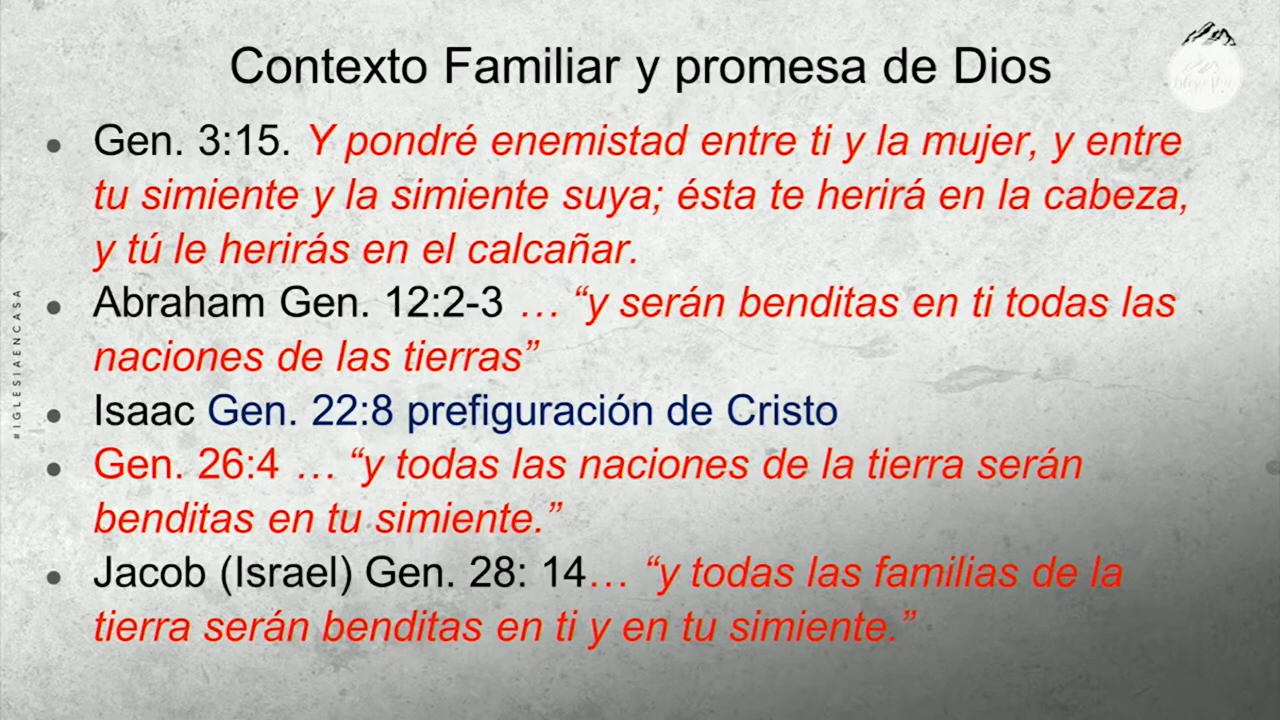 Contexto Familiar y promesa de Dios
• Gen. 3:15. Y pondré enemistad entre ti y la mujer, y entre
tu simiente y la simiente suya; ésta te herirá en la cabeza,
y tú le herirás en el calcañar.
• Abraham Gen. 12:2-3 … “y serán benditas en ti todas las
naciones de las tierras”
• Isaac Gen. 22:8 prefiguración de Cristo
• Gen. 26:4 … “y todas las naciones de la tierra serán
benditas en tu simiente.”
• Jacob (Israel) Gen. 28: 14… “y todas las familias de la
tierra serán benditas en ti y en tu simiente.”
#IGLESIAENCASA